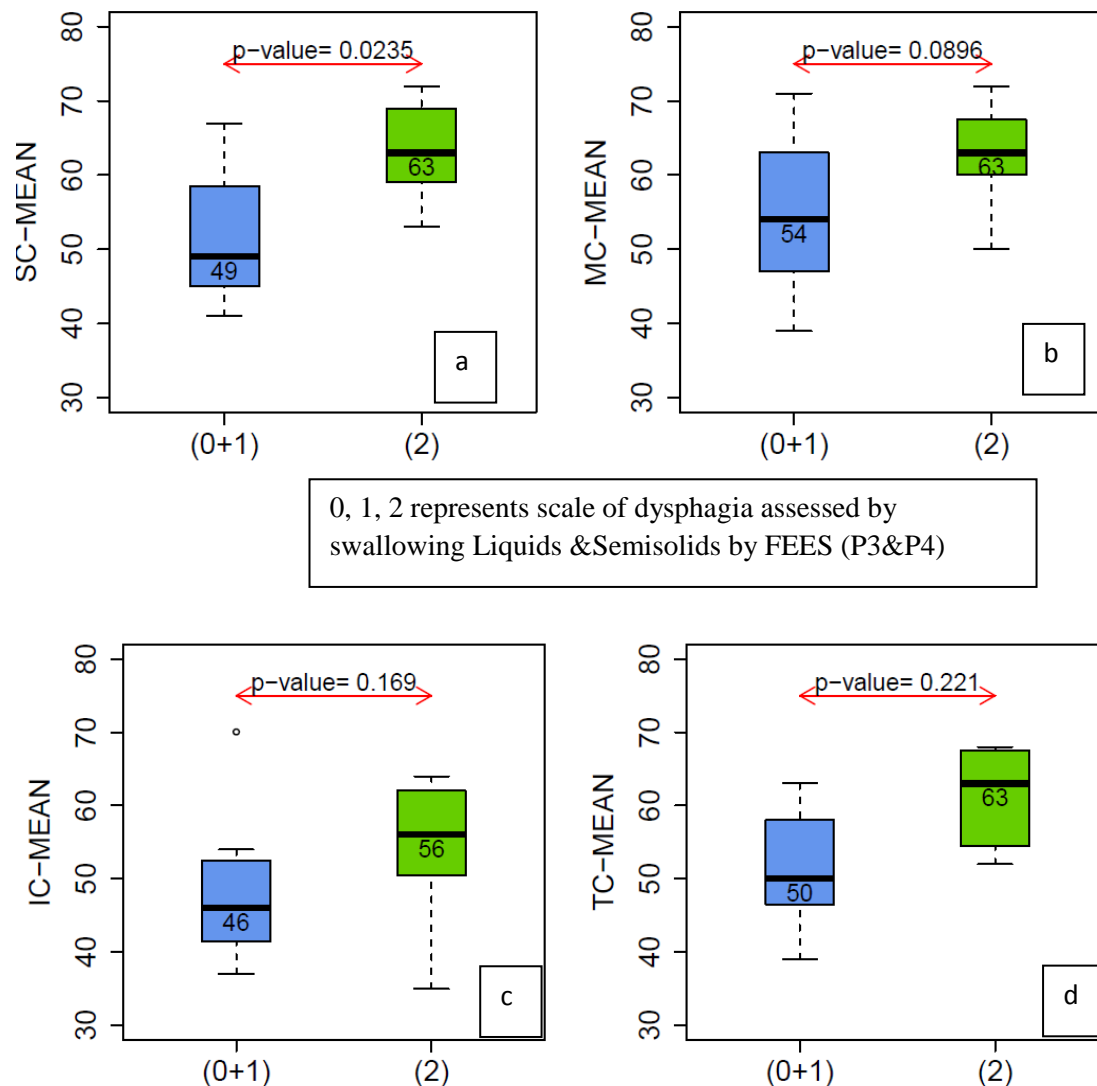 80
70
60
50
40
30
SC−MEAN
p−value= 0.0235
63
49
a
(0+1)
(2)
80
70
60
50
40
30
MC−MEAN
p−value= 0.0896
63
54
b
(0+1)
(2)
0, 1, 2 represents scale of dysphagia assessed by
swallowing Liquids &Semisolids by FEES (P3&P4)
80
70
60
50
40
30
IC−MEAN
p−value= 0.169
56
46
c
(0+1)
(2)
80
70
60
50
40
30
TC−MEAN
p−value= 0.221
63
50
d
(0+1)
(2)